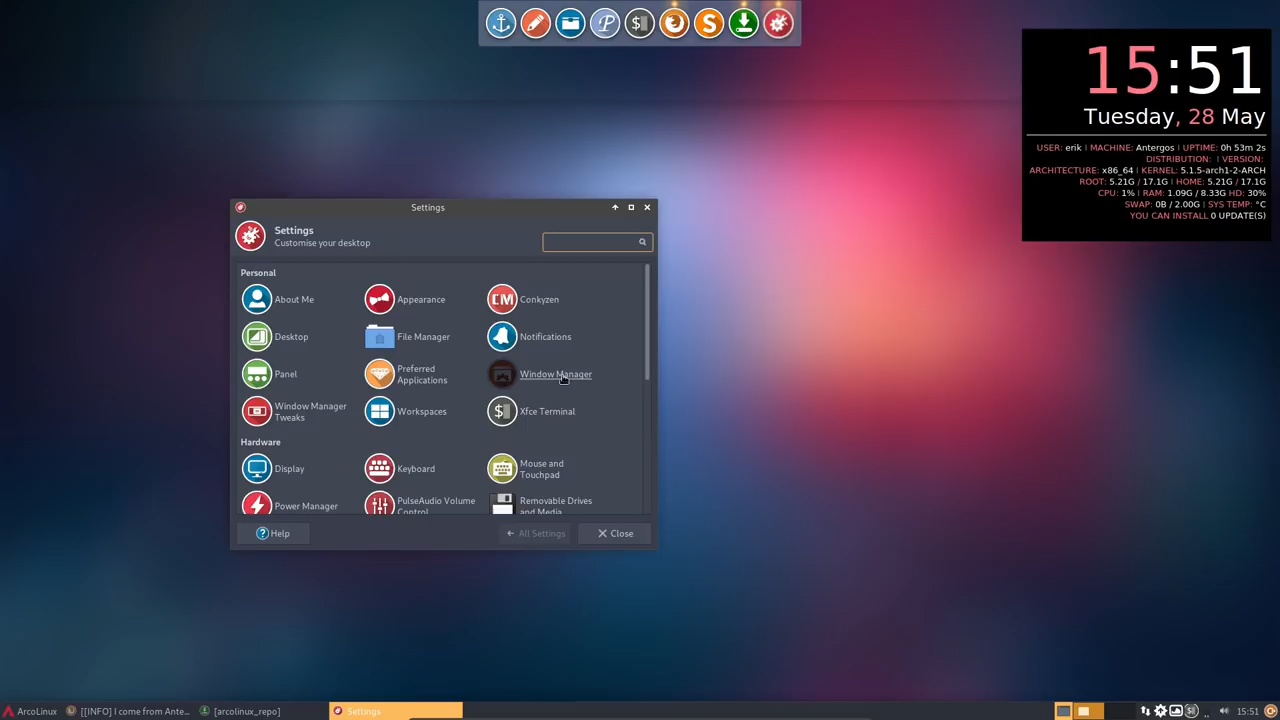 15:51
Tuesday, 28 May
USER: erik | MACHINE: Antergos | UPTIME: 0h 53m 2s
DISTRIBUTION: | VERSION:
ARCHITECTURE: x86_64 | KERNEL: 5.1.5-arch1-2-ARCH
ROOT: 5.21G / 17.1G | HOME: 5.21G / 17.1G
CPU: 1% | RAM: 1.09G / 8.33G HD: 30%
SWAP: 0B / 2.00G | SYS TEMP: °C
YOU CAN INSTALL 0 UPDATE(S)
Settings
Settings
Customise your desktop
Personal
About Me
Appearance
Conkyzen
Desktop
File Manager
Notifications
Panel
Preferred
Applications
Window Manager
Window Manager
Tweaks
Workspaces
Xfce Terminal
Hardware
Display
Keyboard
Mouse and
Touchpad
Power Manager
PulseAudio Volume
Control
Removable Drives
and Media
Help
All Settings
Close
ArcoLinux
[[INFO] I come from Ante...
[arcolinux_repo]
Settings
15:51